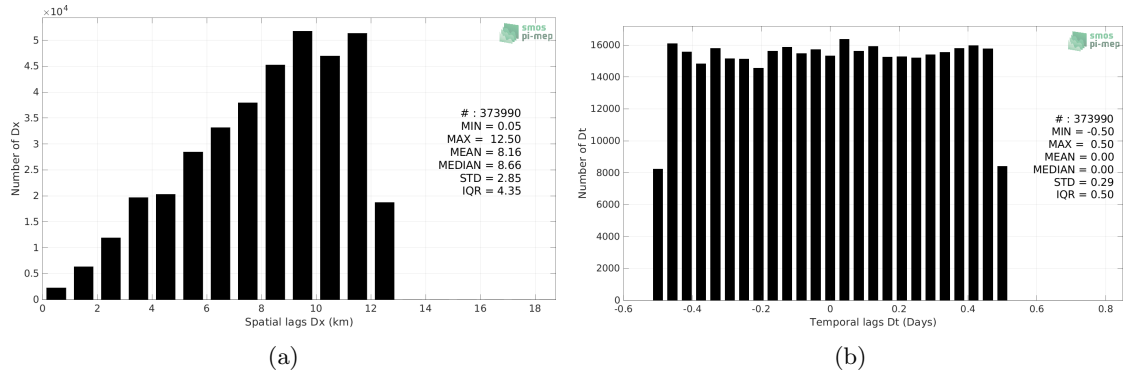 ×10⁴
5
4.5
4
3.5
3
2.5
2
1.5
1
0.5
0
Number of Dx
0 2 4 6 8 10 12 14 16 18
Spatial lags Dx (km)
smos
pi-mep
# : 373990
MIN = 0.05
MAX = 12.50
MEAN = 8.16
MEDIAN = 8.66
STD = 2.85
IQR = 4.35
(a)
16000
14000
12000
10000
8000
6000
4000
2000
0
Number of Dt
-0.6 -0.4 -0.2 0 0.2 0.4 0.6 0.8
Temporal lags Dt (Days)
smos
pi-mep
# : 373990
MIN = -0.50
MAX = 0.50
MEAN = 0.00
MEDIAN = 0.00
STD = 0.29
IQR = 0.50
(b)